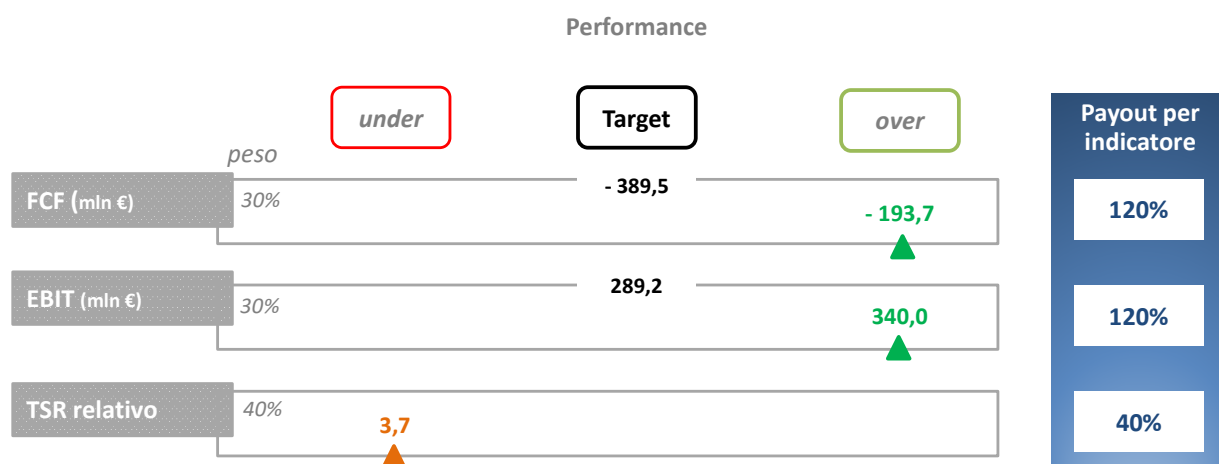 Performance
under
Target
over
Payout per
indicatore
peso
FCF (mln €)
30%
- 389,5
- 193,7
120%
EBIT (mln €)
30%
289,2
340,0
120%
TSR relativo
40%
3,7
40%